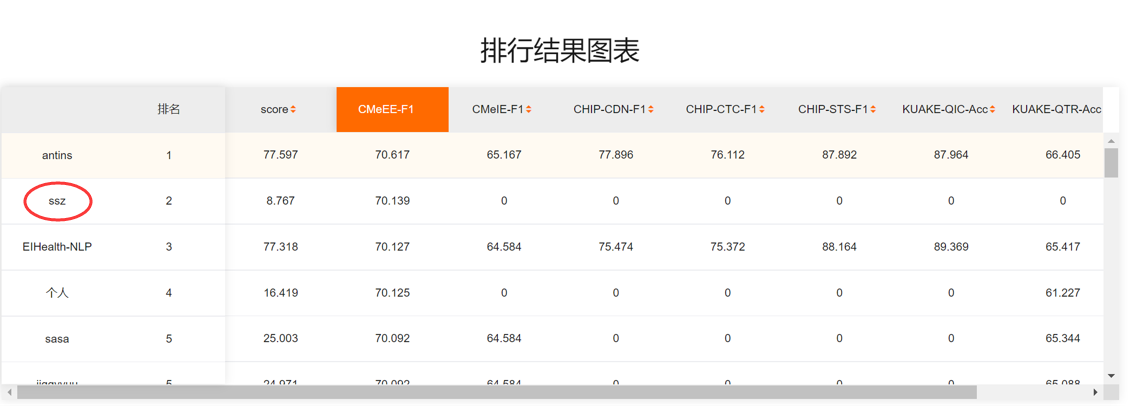 排行结果图表
排名 score CMeEE-F1 CMeIE-F1 CHIP-CDN-F1 CHIP-CTC-F1 CHIP-STS-F1 KUAKE-QIC-Acc KUAKE-QTR-Acc
antins 1 77.597 70.617 65.167 77.896 76.112 87.892 87.964 66.405
ssz 2 8.767 70.139 0 0 0 0 0 0
EIHealth-NLP 3 77.318 70.127 64.584 75.474 75.372 88.164 89.369 65.417
个人 4 16.419 70.125 0 0 0 0 0 61.227
sasa 5 25.003 70.092 64.584 0 0 0 0 65.344
5 24.971 70.092 64.584 0 0 0 0 65.088